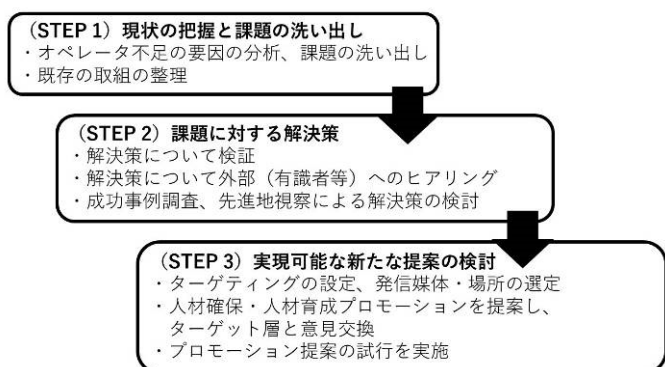 （STEP 1）現状の把握と課題の洗い出し
・オペレータ不足の要因の分析、課題の洗い出し
・既存の取組の整理
（STEP 2）課題に対する解決策
・解決策について検証
・解決策について外部（有識者等）へのヒアリング
・成功事例調査、先進地視察による解決策の検討
（STEP 3）実現可能な新たな提案の検討
・ターゲティングの設定、発信媒体・場所の選定
・人材確保・人材育成プロモーションを提案し、
ターゲット層と意見交換
・プロモーション提案の試行を実施